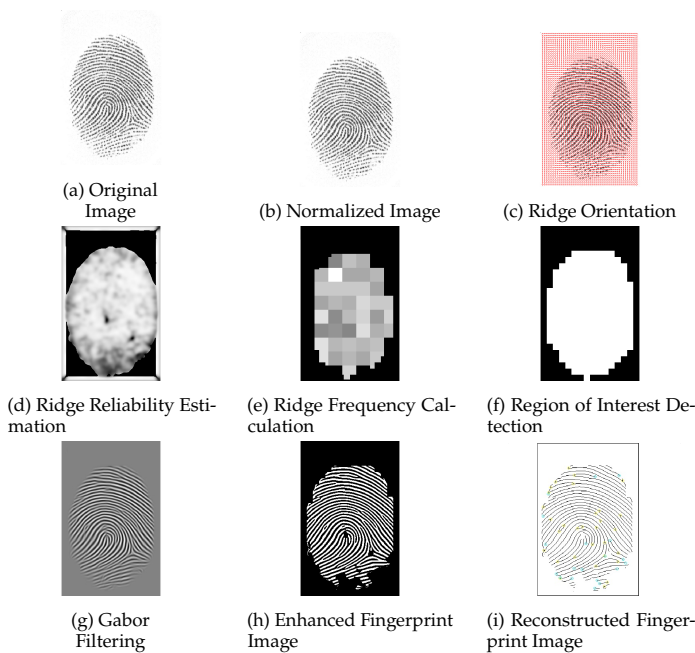 (a) Original
Image
(b) Normalized Image
(c) Ridge Orientation
(d) Ridge Reliability Esti-
mation
(e) Ridge Frequency Cal-
culation
(f) Region of Interest De-
tection
(g) Gabor
Filtering
(h) Enhanced Fingerprint
Image
(i) Reconstructed Finger-
print Image